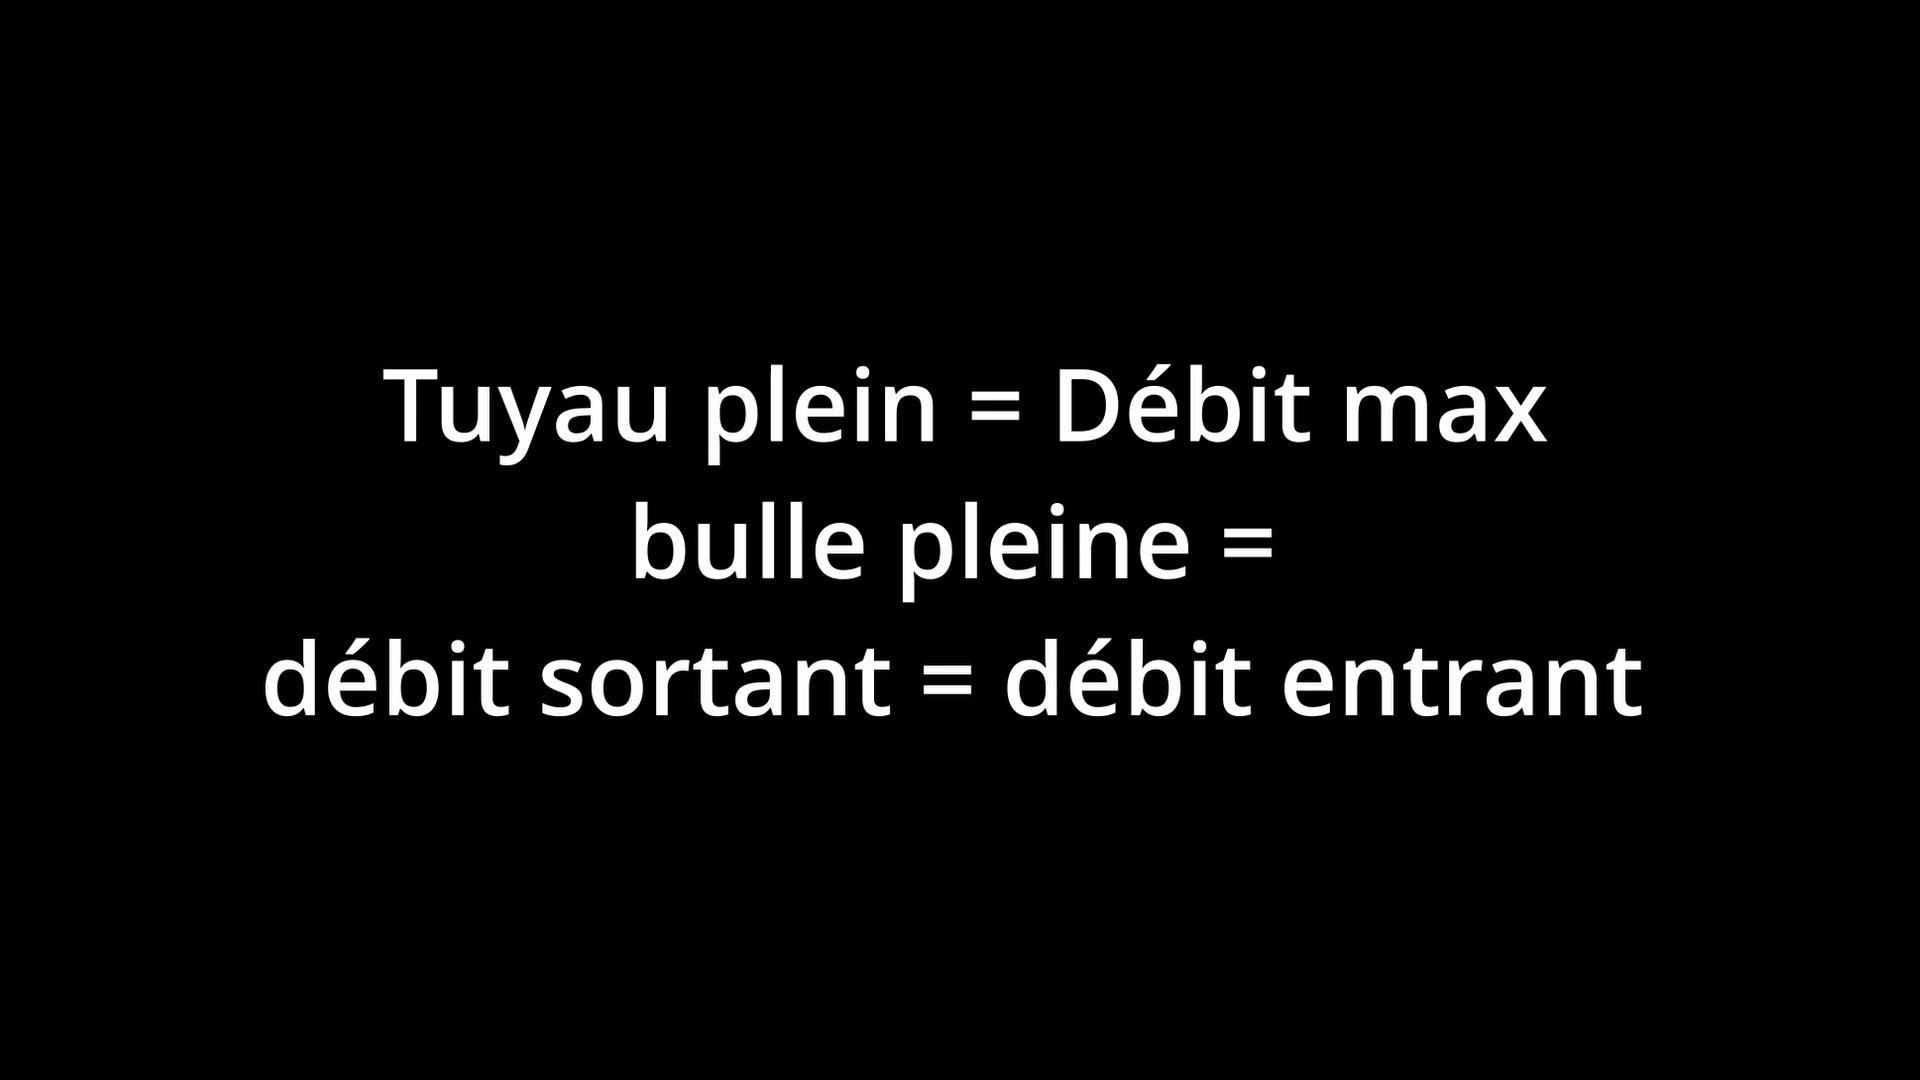 Tuyau plein = Débit max
bulle pleine =
débit sortant = débit entrant